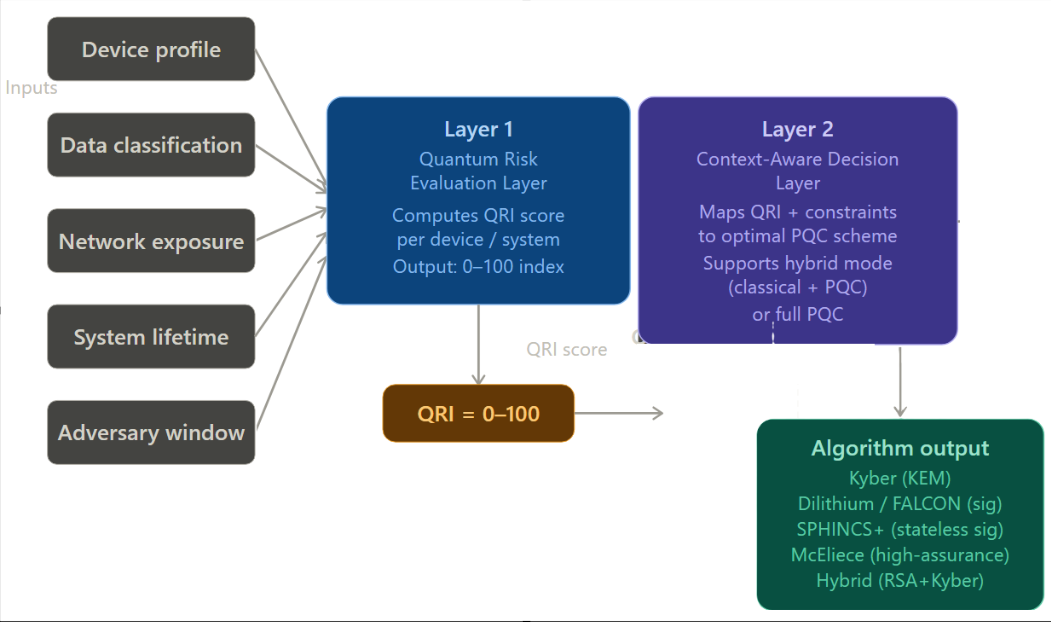 Device profile
Inputs
Data classification
Network exposure
System lifetime
Adversary window
Layer 1
Quantum Risk
Evaluation Layer
Computes QRI score
per device / system
Output: 0–100 index
Layer 2
Context-Aware Decision
Layer
Maps QRI + constraints
to optimal PQC scheme
Supports hybrid mode
(classical + PQC)
or full PQC
QRI score
QRI = 0–100
Algorithm output
Kyber (KEM)
Dilithium / FALCON (sig)
SPHINCS+ (stateless sig)
McEliece (high-assurance)
Hybrid (RSA+Kyber)